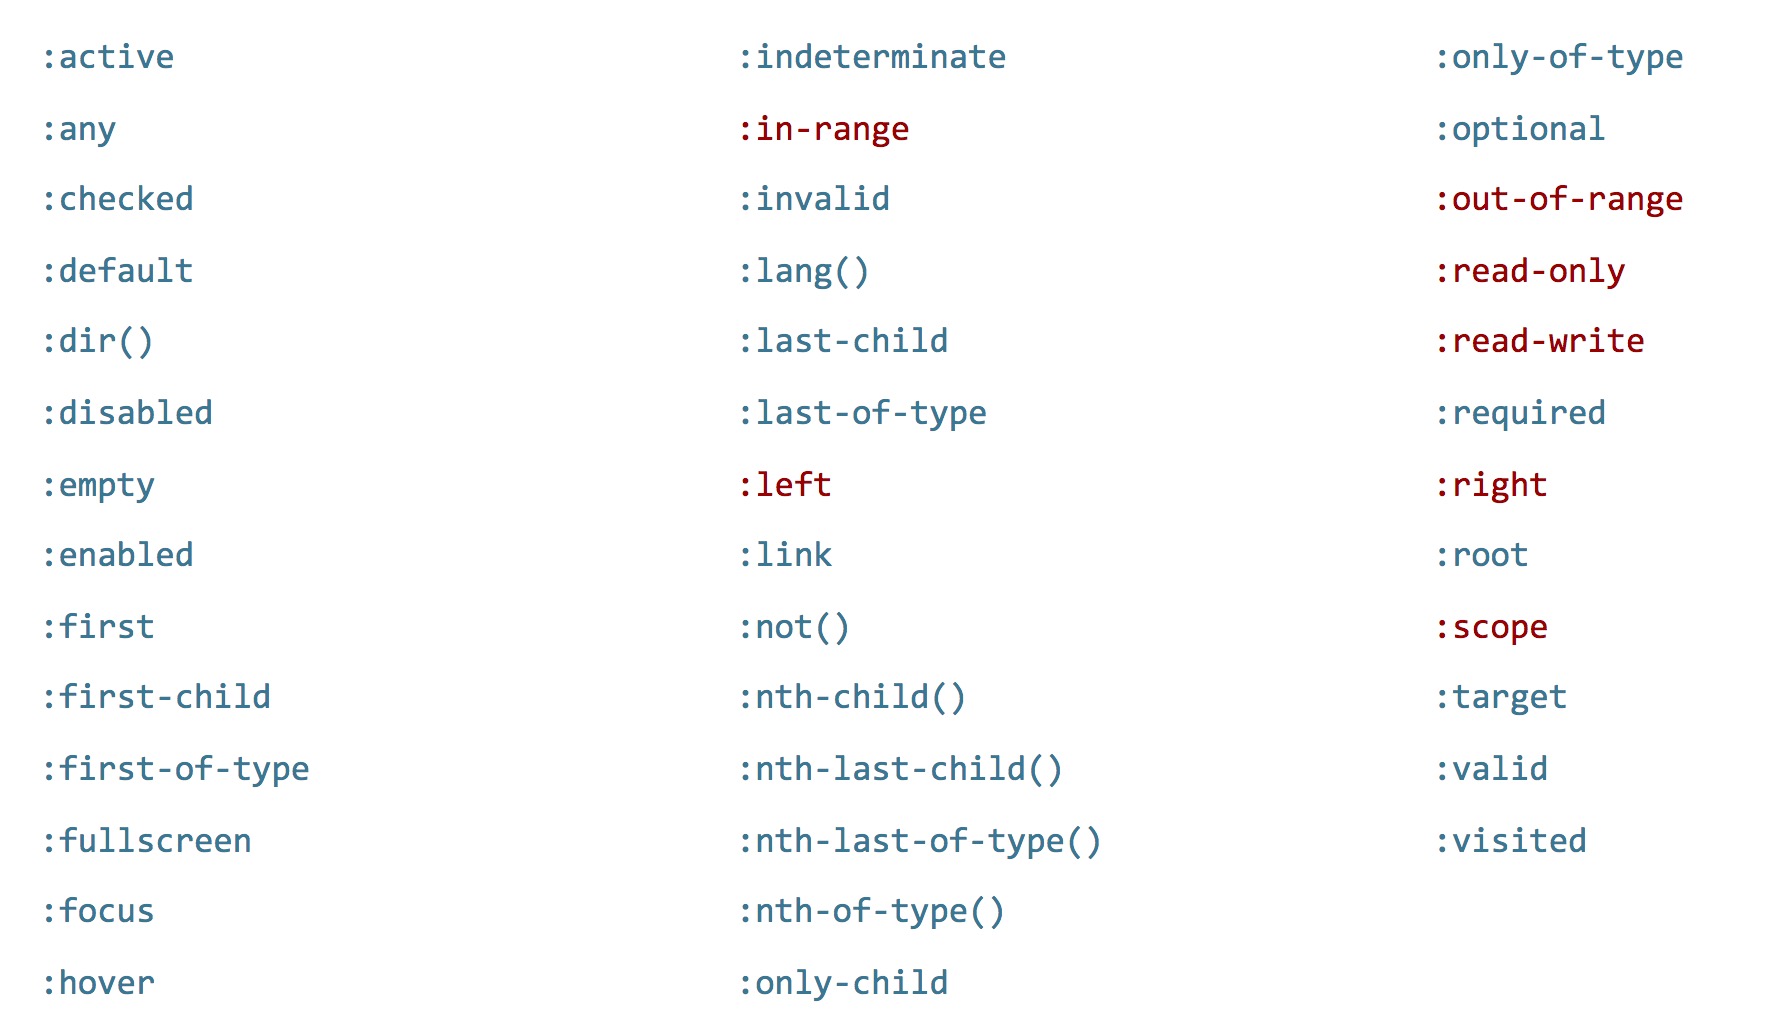 :active
:any
:checked
:default
:dir()
:disabled
:empty
:enabled
:first
:first-child
:first-of-type
:fullscreen
:focus
:hover
:indeterminate
:in-range
:invalid
:lang()
:last-child
:last-of-type
:left
:link
:not()
:nth-child()
:nth-last-child()
:nth-last-of-type()
:nth-of-type()
:only-child
:only-of-type
:optional
:out-of-range
:read-only
:read-write
:required
:right
:root
:scope
:target
:valid
:visited